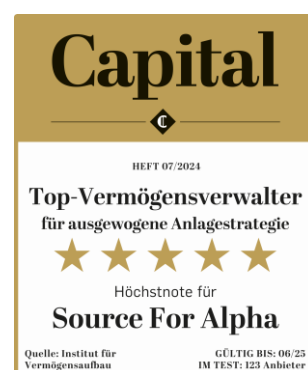 Capital
HEFT 07/2024
Top-Vermögensverwalter
für ausgewogene Anlagestrategie
Höchstnote für
Source For Alpha
Quelle: Institut für
Vermögensaufbau
GÜLTIG BIS: 06/25
IM TEST: 123 Anbieter